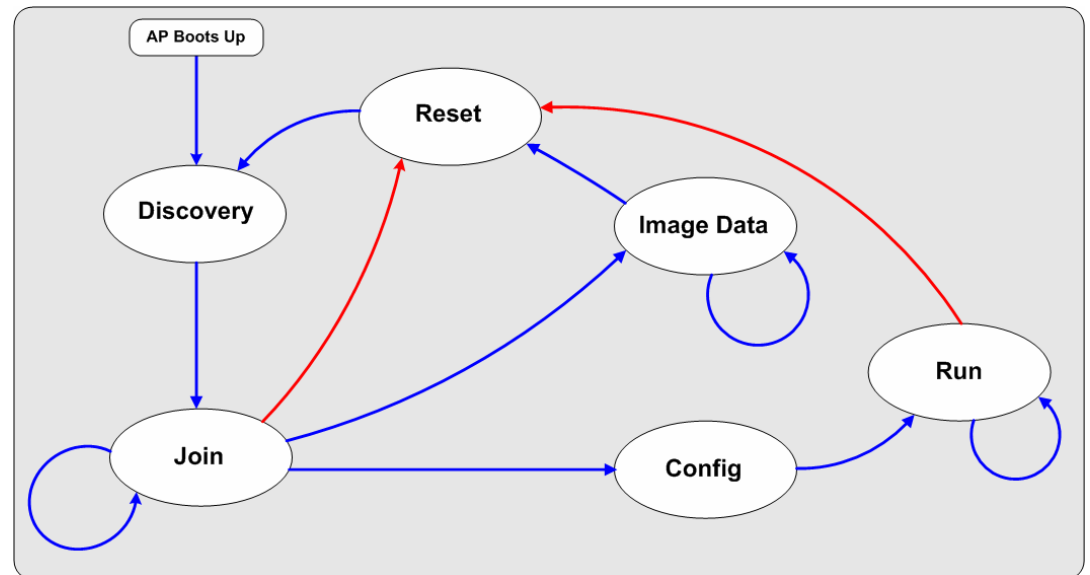 AP Boots Up
Reset
Discovery
Image Data
Run
Join
Config